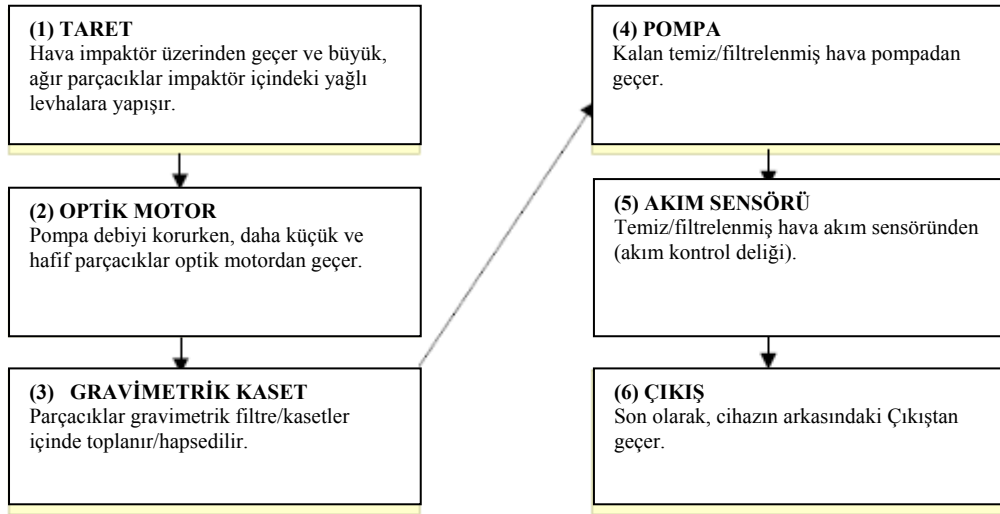 (1) TARET
Hava impaktör üzerinden geçer ve büyük,
ağır parçacıklar impaktör içindeki yağlı
levhalara yapışır.
(2) OPTİK MOTOR
Pompa debiyi korurken, daha küçük ve
hafif parçacıklar optik motordan geçer.
(3) GRAVİMETRİK KASET
Parçacıklar gravimetrik filtre/kasetler
içinde toplanır/hapsedilir.
(4) POMPA
Kalan temiz/filtrelenmiş hava pompadan
geçer.
(5) AKIM SENSÖRÜ
Temiz/filtrelenmiş hava akım sensöründen
(akım kontrol deliği).
(6) ÇIKIŞ
Son olarak, cihazın arkasındaki Çıkıştan
geçer.